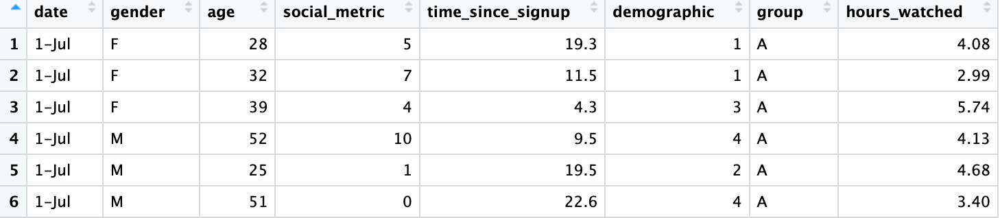 date gender age social_metric time_since_signup demographic group hours_watched
1 1-Jul F 28 5 19.3 1 A 4.08
2 1-Jul F 32 7 11.5 1 A 2.99
3 1-Jul F 39 4 4.3 3 A 5.74
4 1-Jul M 52 10 9.5 4 A 4.13
5 1-Jul M 25 1 19.5 2 A 4.68
6 1-Jul M 51 0 22.6 4 A 3.40